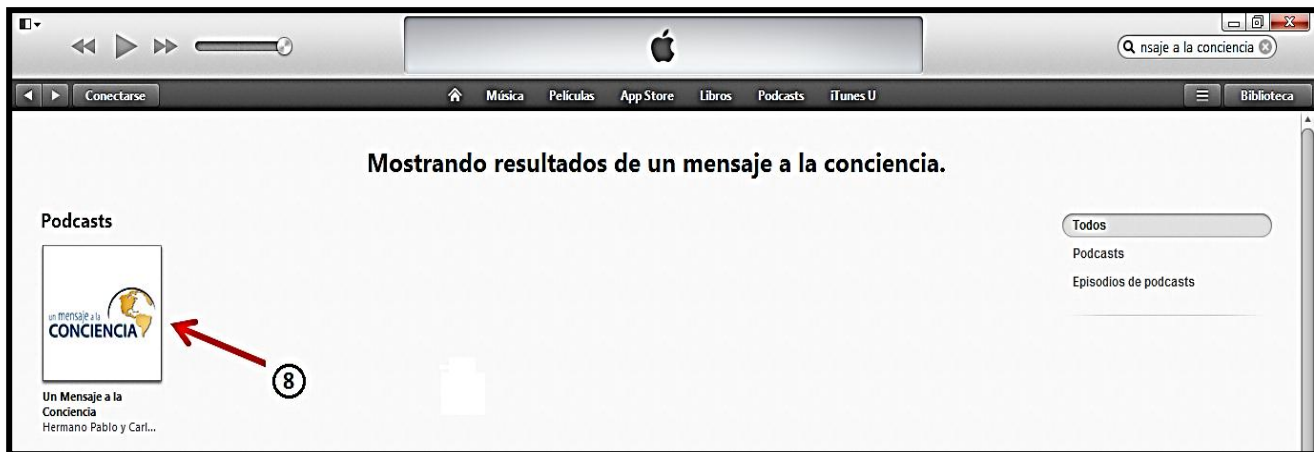 nsaje a la conciencia
Conectarse Música Películas App Store Libros Podcasts iTunes U Biblioteca
Mostrando resultados de un mensaje a la conciencia.
Podcasts
un mensaje a la
CONCIENCIA
8
Un Mensaje a la
Conciencia
Hermano Pablo y Carl...
Todos
Podcasts
Episodios de podcasts